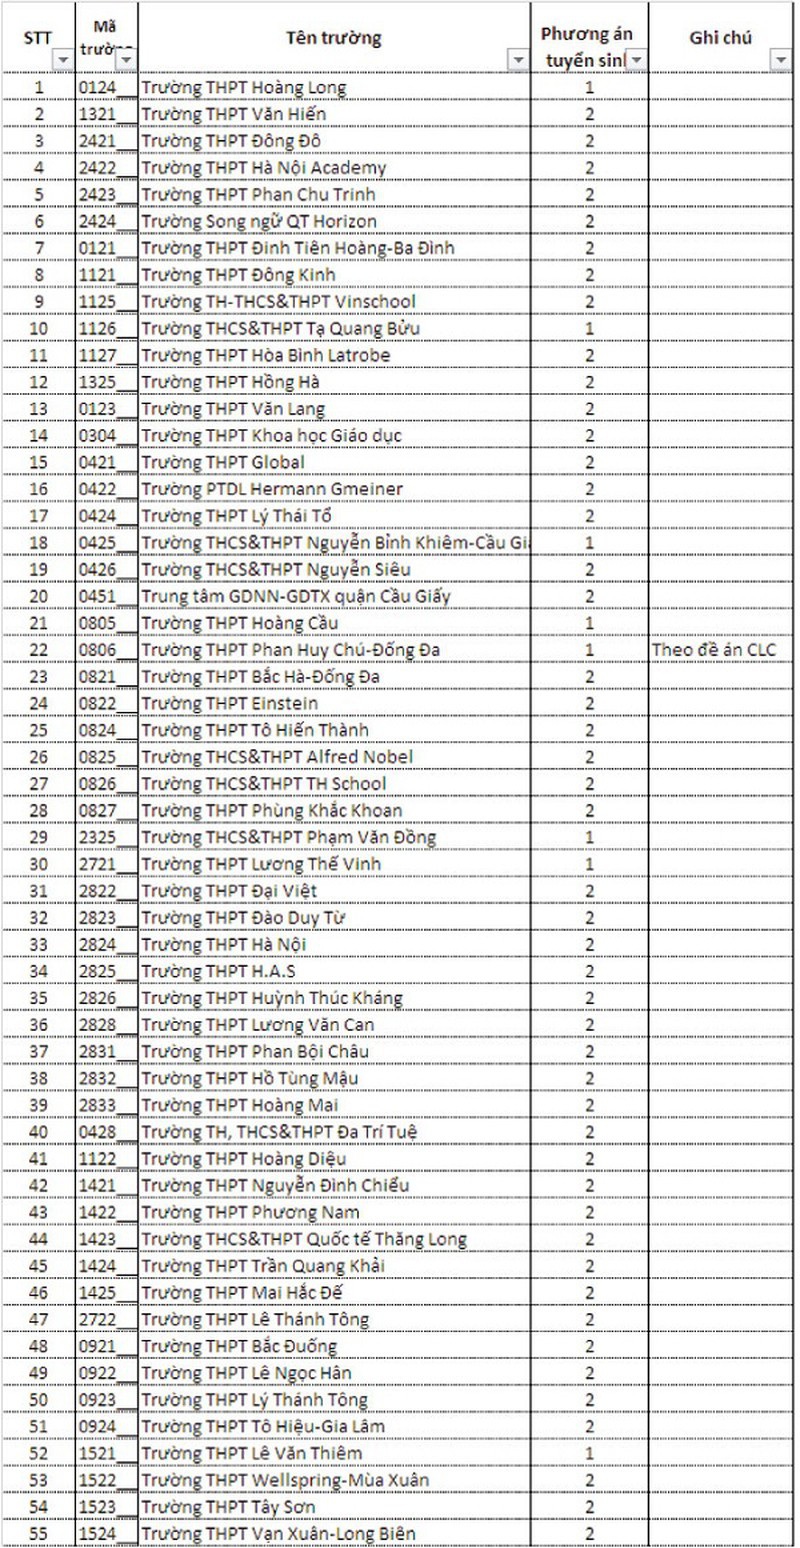 STT Mã trườn Tên trường Phương án tuyển sinh Ghi chú
1 0124__ Trường THPT Hoàng Long 1
2 1321__ Trường THPT Văn Hiến 2
3 2421__ Trường THPT Đông Đô 2
4 2422__ Trường THPT Hà Nội Academy 2
5 2423__ Trường THPT Phan Chu Trinh 2
6 2424__ Trường Song ngữ QT Horizon 2
7 0121__ Trường THPT Đinh Tiên Hoàng-Ba Đình 2
8 1121__ Trường THPT Đông Kinh 2
9 1125__ Trường TH-THCS&THPT Vinschool 2
10 1126__ Trường THCS&THPT Tạ Quang Bửu 1
11 1127__ Trường THPT Hòa Bình Latrobe 2
12 1325__ Trường THPT Hồng Hà 2
13 0123__ Trường THPT Văn Lang 2
14 0304__ Trường THPT Khoa học Giáo dục 2
15 0421__ Trường THPT Global 2
16 0422__ Trường PTDL Hermann Gmeiner 2
17 0424__ Trường THPT Lý Thái Tổ 2
18 0425__ Trường THCS&THPT Nguyễn Bỉnh Khiêm-Cầu Gi 1
19 0426__ Trường THCS&THPT Nguyễn Siêu 2
20 0451__ Trung tâm GDNN-GDTX quận Cầu Giấy 2
21 0805__ Trường THPT Hoàng Cầu 1
22 0806__ Trường THPT Phan Huy Chú-Đống Đa 1 Theo đề án CLC
23 0821__ Trường THPT Bắc Hà-Đống Đa 2
24 0822__ Trường THPT Einstein 2
25 0824__ Trường THPT Tô Hiến Thành 2
26 0825__ Trường THCS&THPT Alfred Nobel 2
27 0826__ Trường THCS&THPT TH School 2
28 0827__ Trường THPT Phùng Khắc Khoan 2
29 2325__ Trường THCS&THPT Phạm Văn Đồng 1
30 2721__ Trường THPT Lương Thế Vinh 1
31 2822__ Trường THPT Đại Việt 2
32 2823__ Trường THPT Đào Duy Từ 2
33 2824__ Trường THPT Hà Nội 2
34 2825__ Trường THPT H.A.S 2
35 2826__ Trường THPT Huỳnh Thúc Kháng 2
36 2828__ Trường THPT Lương Văn Can 2
37 2831__ Trường THPT Phan Bội Châu 2
38 2832__ Trường THPT Hồ Tùng Mậu 2
39 2833__ Trường THPT Hoàng Mai 2
40 0428__ Trường TH, THCS&THPT Đa Trí Tuệ 2
41 1122__ Trường THPT Hoàng Diệu 2
42 1421__ Trường THPT Nguyễn Đình Chiểu 2
43 1422__ Trường THPT Phương Nam 2
44 1423__ Trường THCS&THPT Quốc tế Thăng Long 2
45 1424__ Trường THPT Trần Quang Khải 2
46 1425__ Trường THPT Mai Hắc Đế 2
47 2722__ Trường THPT Lê Thánh Tông 2
48 0921__ Trường THPT Bắc Đuống 2
49 0922__ Trường THPT Lê Ngọc Hân 2
50 0923__ Trường THPT Lý Thánh Tông 2
51 0924__ Trường THPT Tô Hiệu-Gia Lâm 2
52 1521__ Trường THPT Lê Văn Thiêm 1
53 1522__ Trường THPT Wellspring-Mùa Xuân 2
54 1523__ Trường THPT Tây Sơn 2
55 1524__ Trường THPT Vạn Xuân-Long Biên 2